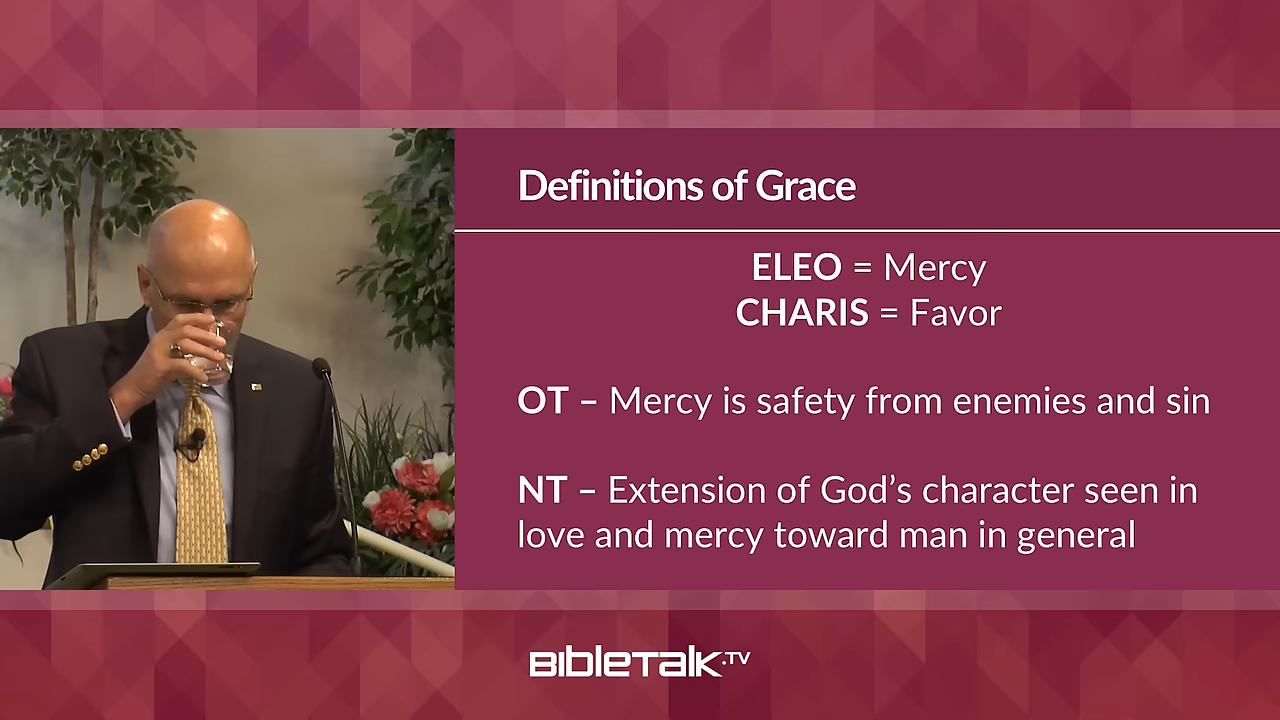 Definitions of Grace
ELEO = Mercy
CHARIS = Favor
OT – Mercy is safety from enemies and sin
NT – Extension of God’s character seen in
love and mercy toward man in general
BIBLETALK.TV